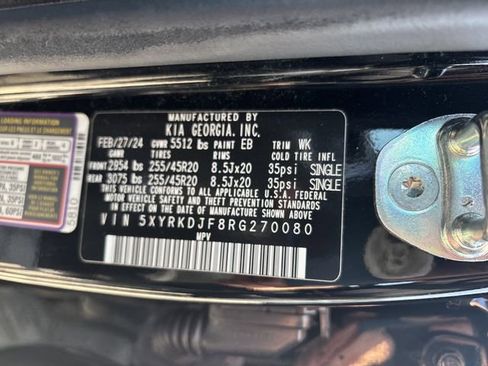 MANUFACTURED BY
KIA GEORGIA, INC.
FEB/27/24 GVWR 5512 lbs PAINT EB TRIM WK
GAWR TIRES RIMS COLD TIRE INFL.
FRONT 2954 lbs 255/45R20 8.5Jx20 35psi SINGLE
REAR 3075 lbs 255/45R20 8.5Jx20 35psi SINGLE
THIS VEHICLE CONFORMS TO ALL APPLICABLE U.S.A. FEDERAL
MOTOR VEHICLE SAFETY AND THEFT PREVENTION STANDARDS
IN EFFECT ON THE DATE OF MANUFACTURE SHOWN ABOVE.
VIN 5XYRKDJF8RG270080
MPV
LOADING INFORMATION